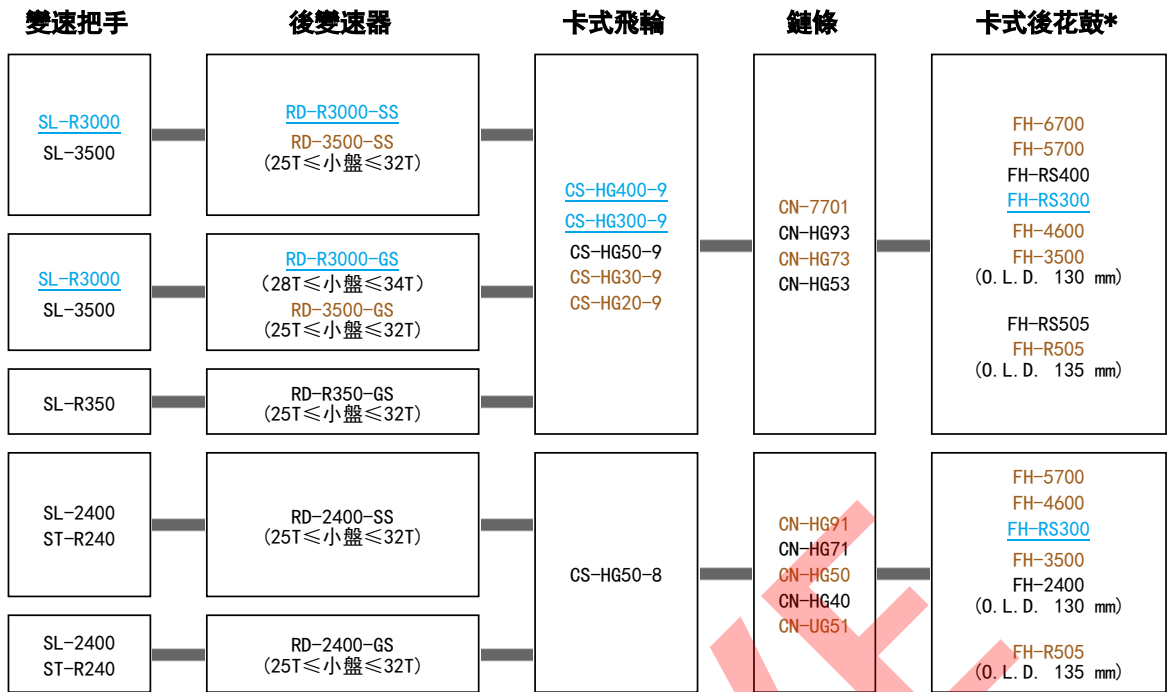 變速把手
後變速器
卡式飛輪
鏈條
卡式後花鼓*
SL-R3000
SL-3500
RD-R3000-SS
RD-3500-SS
(25T≤小盤≤32T)
SL-R3000
SL-3500
RD-R3000-GS
(28T≤小盤≤34T)
RD-3500-GS
(25T≤小盤≤32T)
SL-R350
RD-R350-GS
(25T≤小盤≤32T)
CS-HG400-9
CS-HG300-9
CS-HG50-9
CS-HG30-9
CS-HG20-9
CN-7701
CN-HG93
CN-HG73
CN-HG53
FH-6700
FH-5700
FH-RS400
FH-RS300
FH-4600
FH-3500
(O.L.D. 130 mm)
FH-RS505
FH-R505
(O.L.D. 135 mm)
SL-2400
ST-R240
RD-2400-SS
(25T≤小盤≤32T)
SL-2400
ST-R240
RD-2400-GS
(25T≤小盤≤32T)
CS-HG50-8
CN-HG91
CN-HG71
CN-HG50
CN-HG40
CN-UG51
FH-5700
FH-4600
FH-RS300
FH-3500
FH-2400
(O.L.D. 130 mm)
FH-R505
(O.L.D. 135 mm)